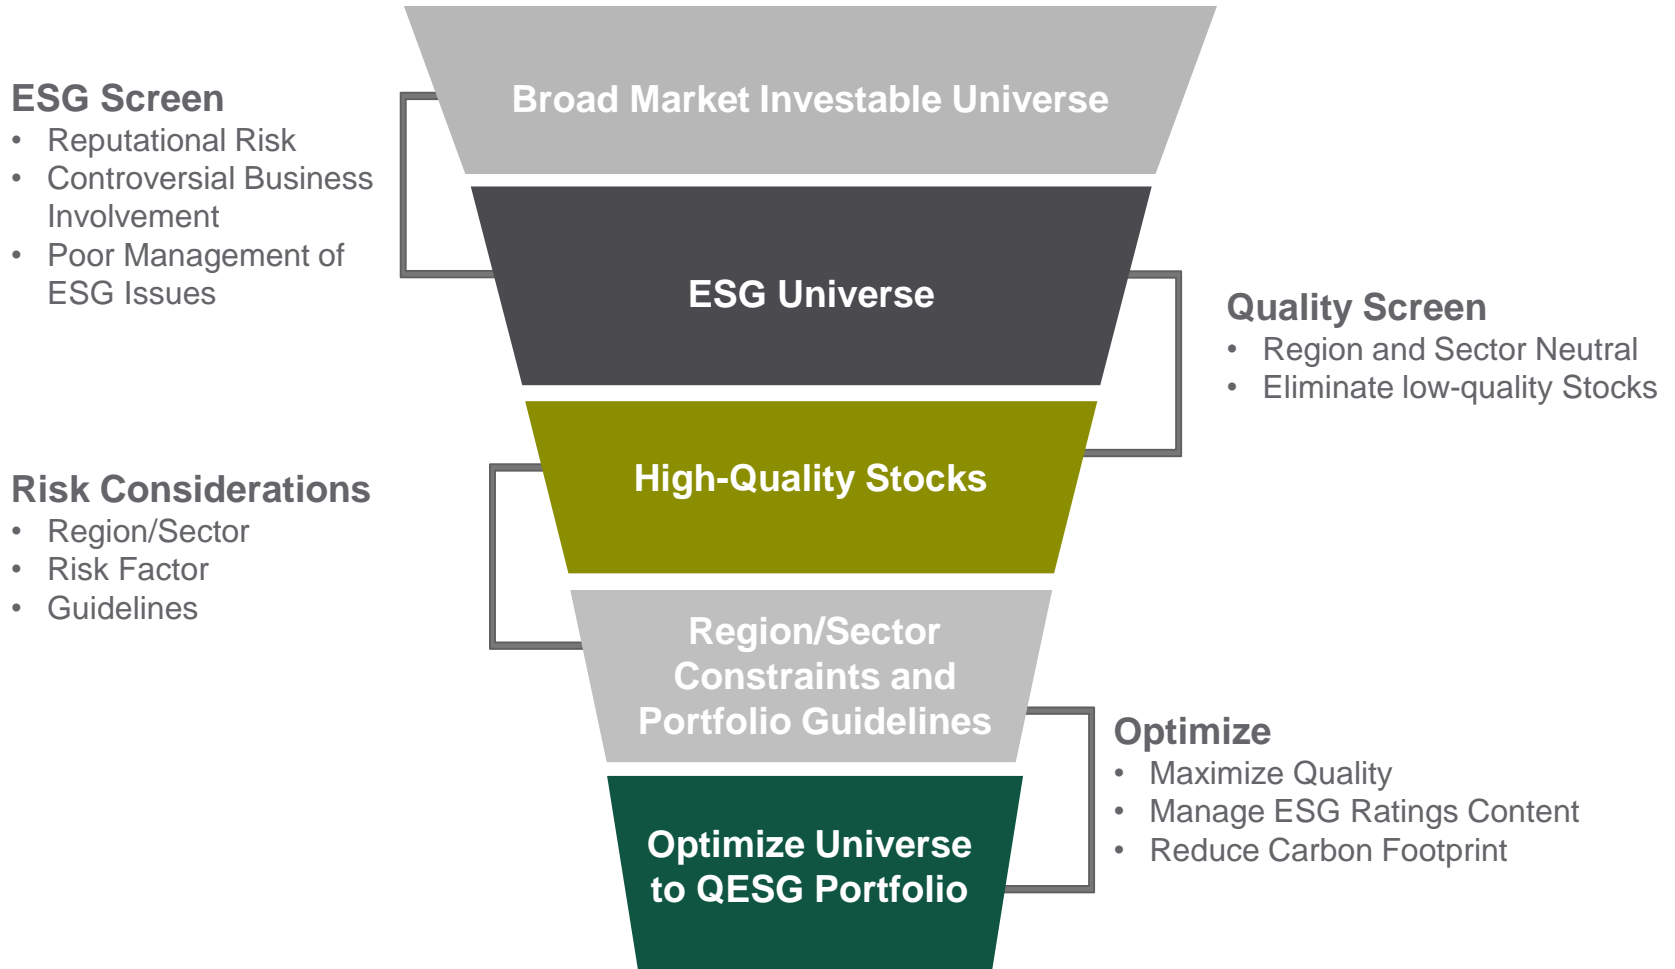 Broad Market Investable Universe
ESG Screen
• Reputational Risk
• Controversial Business
Involvement
• Poor Management of
ESG Issues
ESG Universe
Quality Screen
• Region and Sector Neutral
• Eliminate low-quality Stocks
High-Quality Stocks
Risk Considerations
• Region/Sector
• Risk Factor
• Guidelines
Region/Sector
Constraints and
Portfolio Guidelines
Optimize
• Maximize Quality
• Manage ESG Ratings Content
• Reduce Carbon Footprint
Optimize Universe
to QESG Portfolio